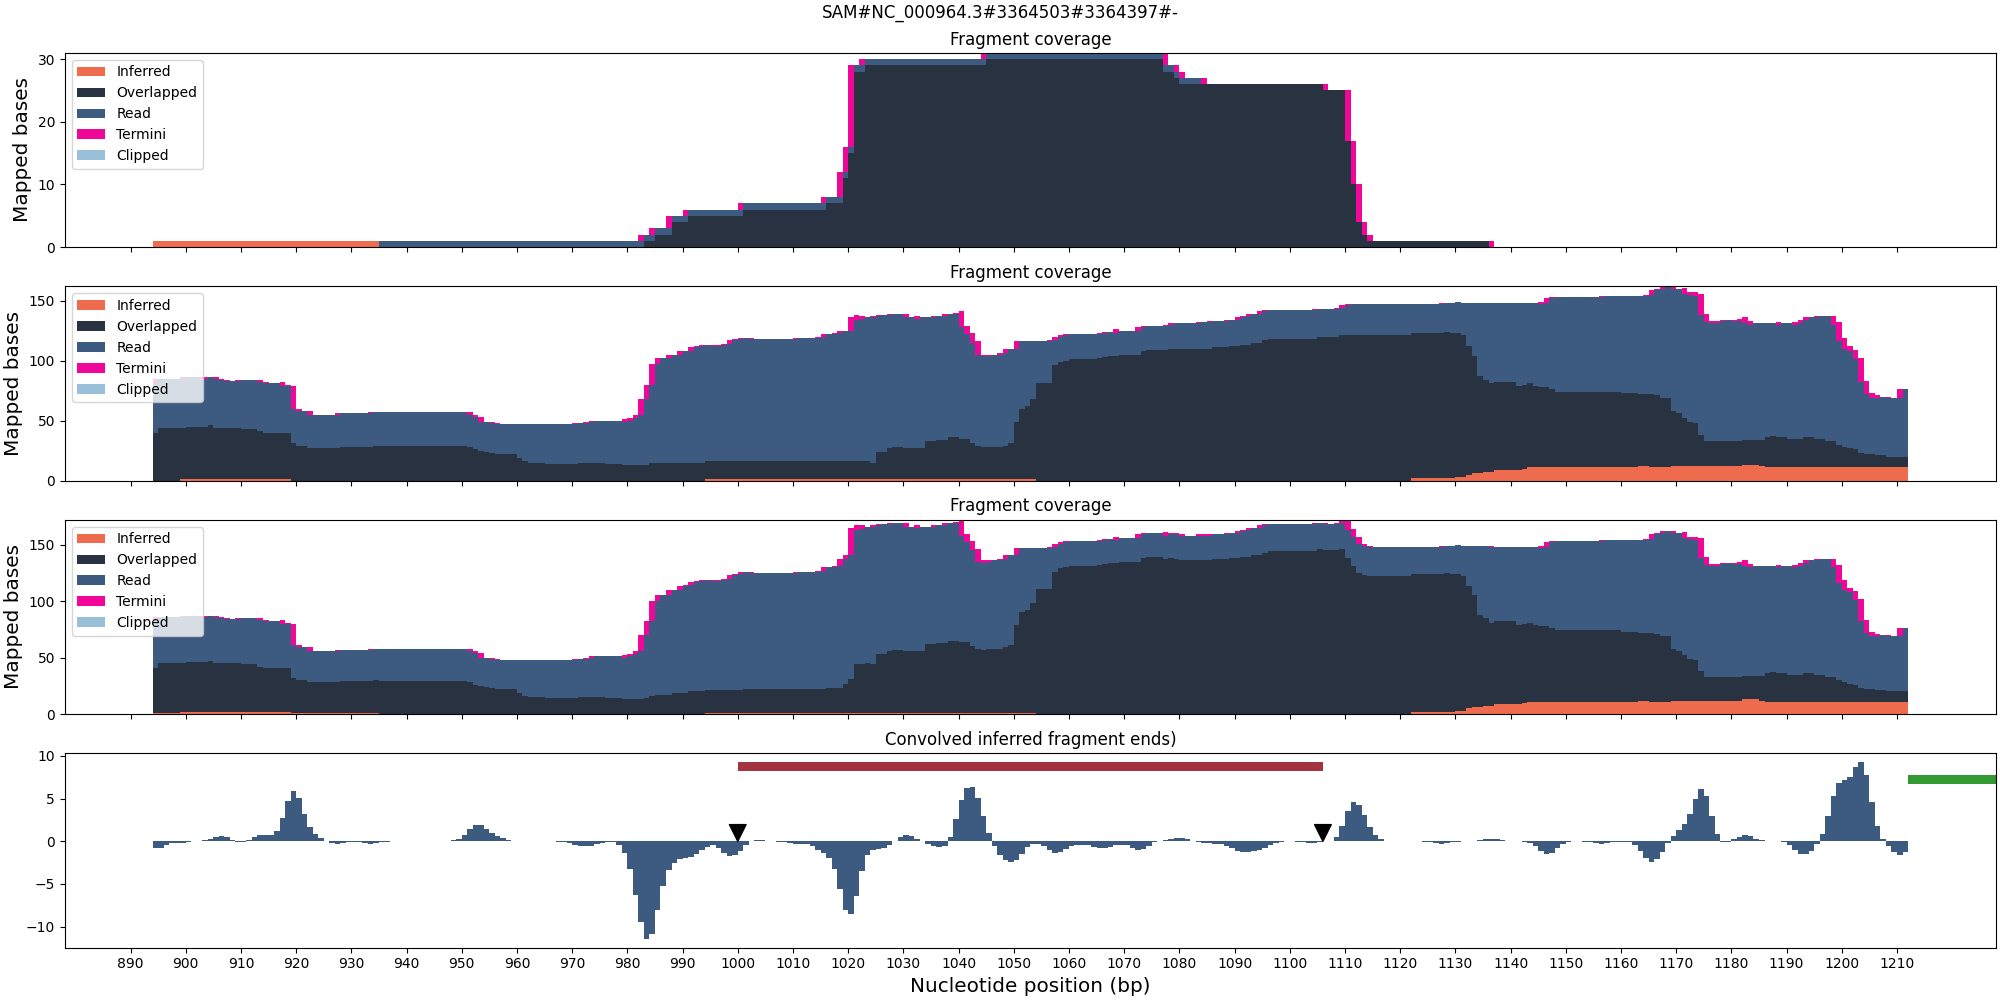 SAM#NC_000964.3#3364503#3364397#-
Fragment coverage
Mapped bases
30
20
10
0
Inferred
Overlapped
Read
Termini
Clipped
Fragment coverage
Mapped bases
150
100
50
0
Inferred
Overlapped
Read
Termini
Clipped
Fragment coverage
Mapped bases
150
100
50
0
Inferred
Overlapped
Read
Termini
Clipped
Convolved inferred fragment ends)
10
5
0
−5
−10
890 900 910 920 930 940 950 960 970 980 990 1000 1010 1020 1030 1040 1050 1060 1070 1080 1090 1100 1110 1120 1130 1140 1150 1160 1170 1180 1190 1200 1210
Nucleotide position (bp)